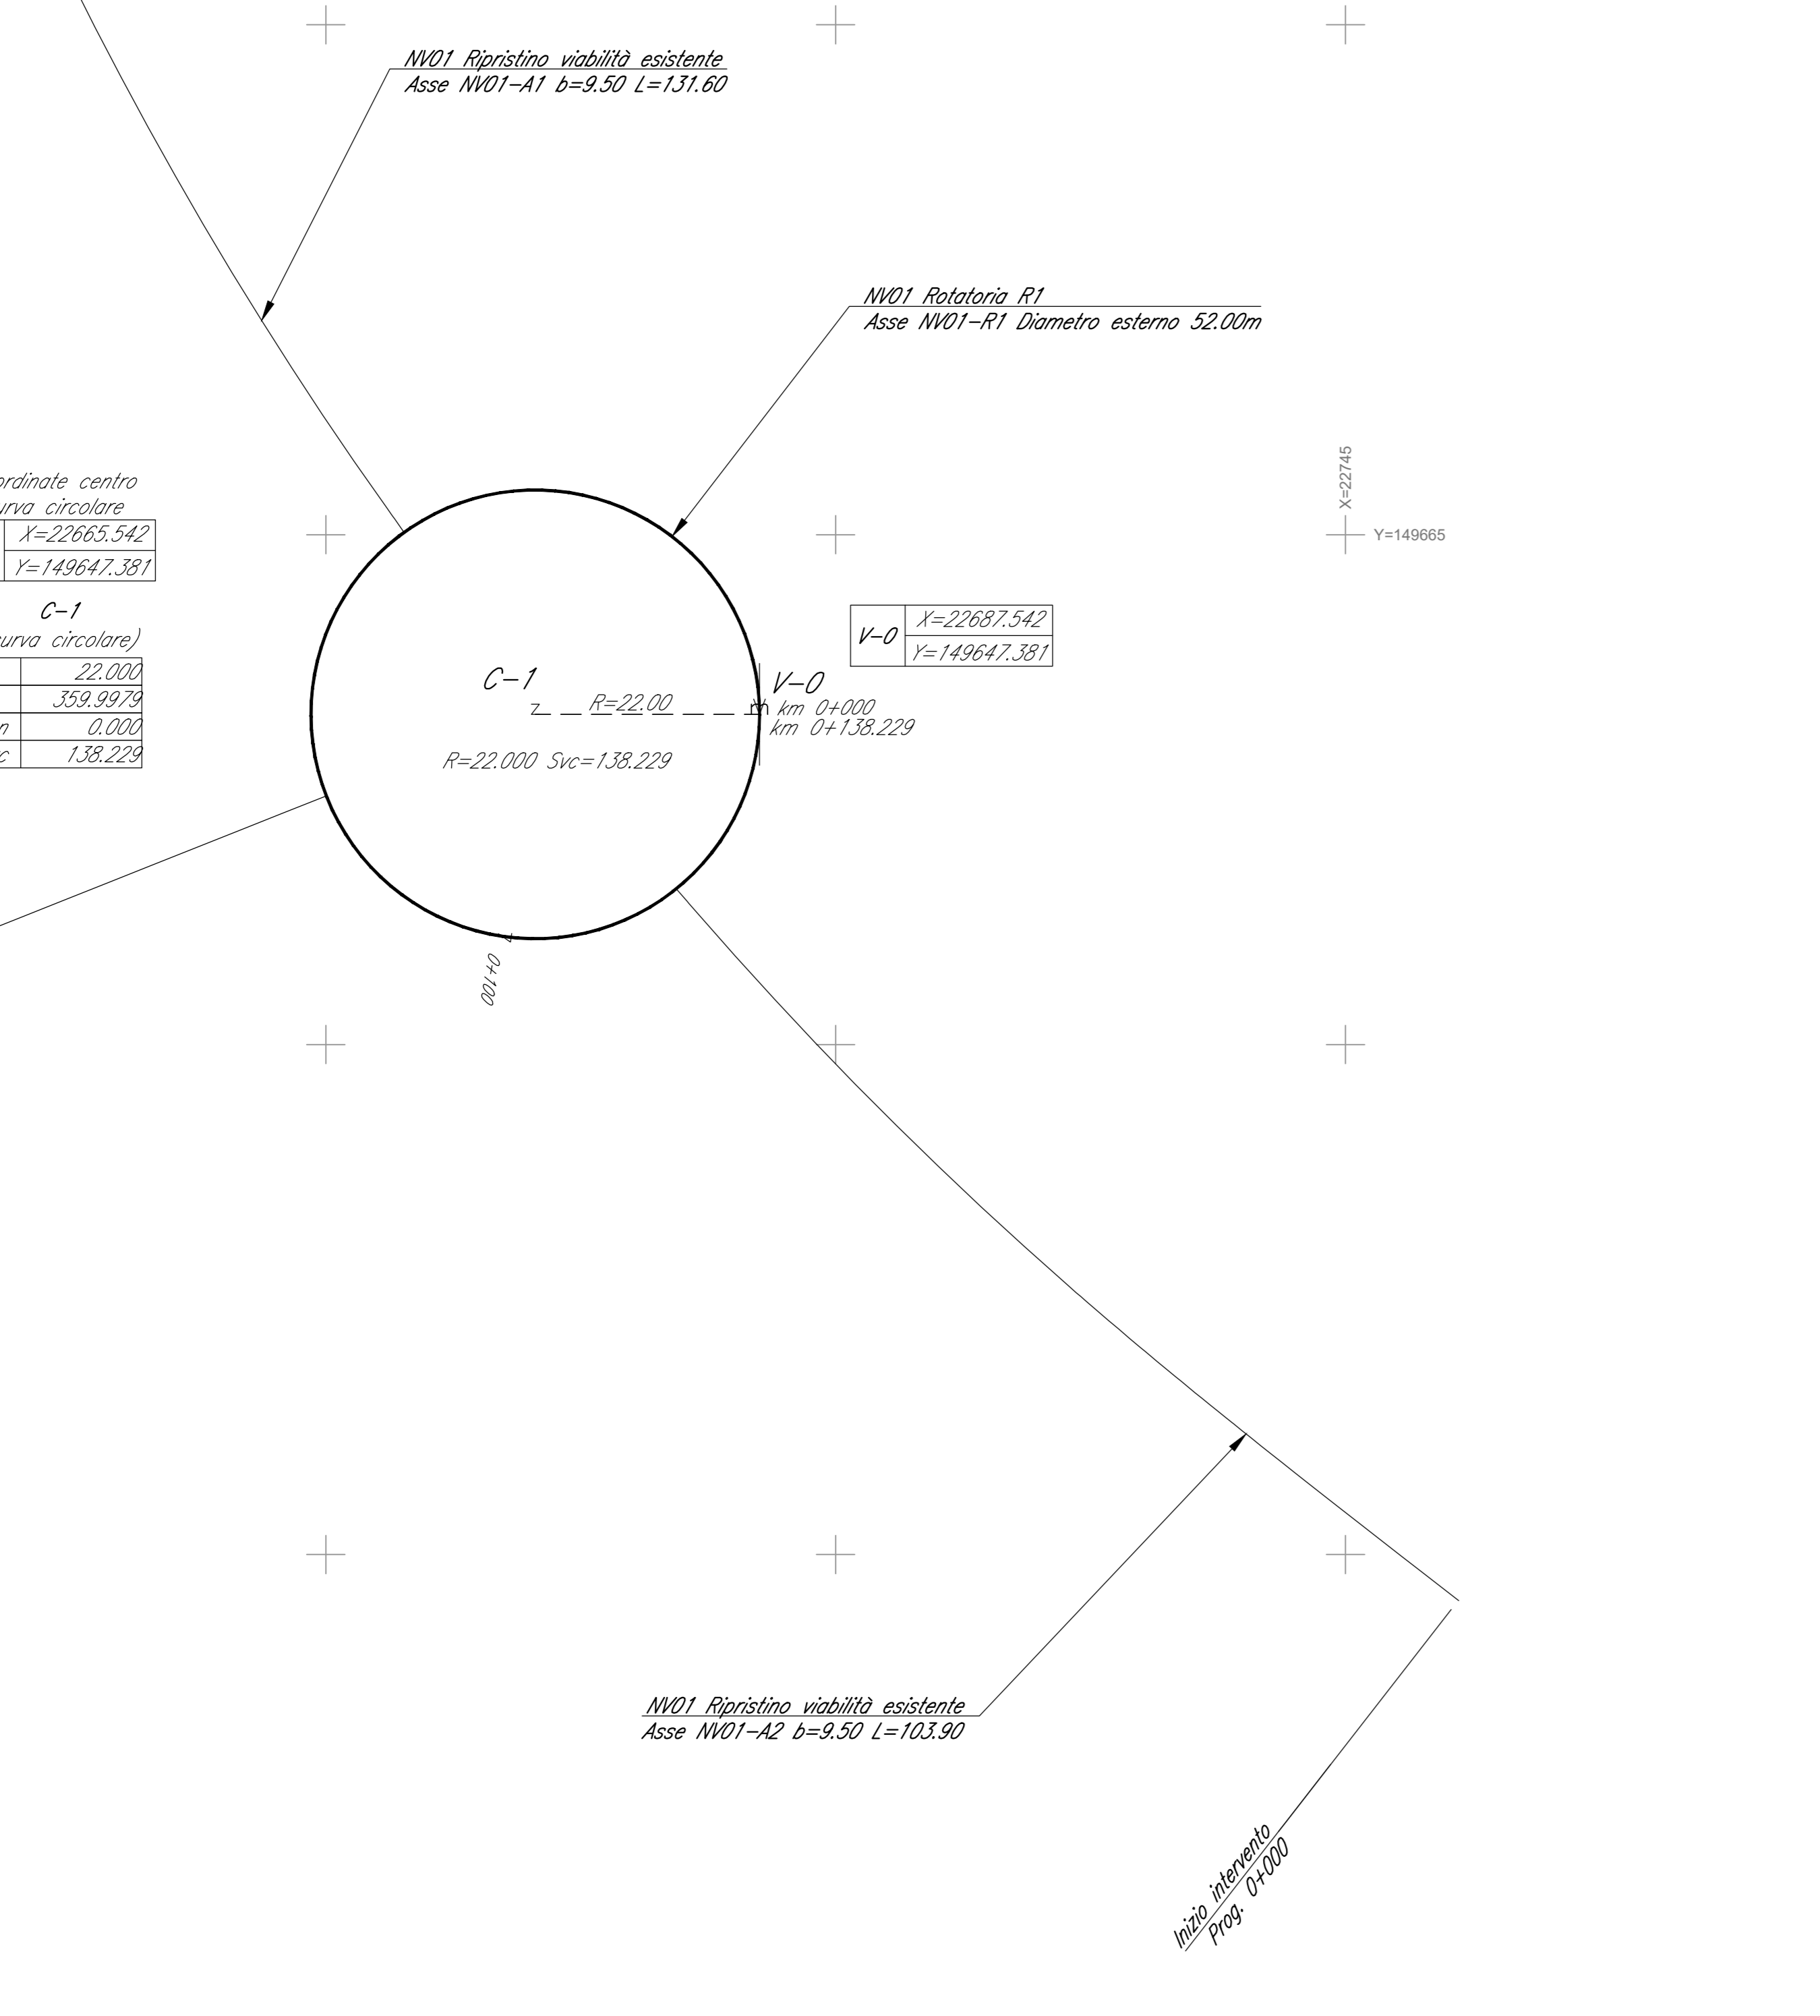 NV01 Ripristino viabilità esistente
Asse NV01-A1 b=9.50 L=131.60
NV01 Rotatoria R1
Asse NV01-R1 Diametro esterno 52.00m
X=22745
Y=149665
ordinate centro
urva circolare
X=22665.542
Y=149647.381
C-1
urva circolare)
22.000
359.9979
n 0.000
c 138.229
V-0
X=22687.542
Y=149647.381
C-1
R=22.00
V-0
km 0+000
km 0+138.229
R=22.000 Svc=138.229
0+100
NV01 Ripristino viabilità esistente
Asse NV01-A2 b=9.50 L=103.90
Inizio intervento
Prog. 0+000